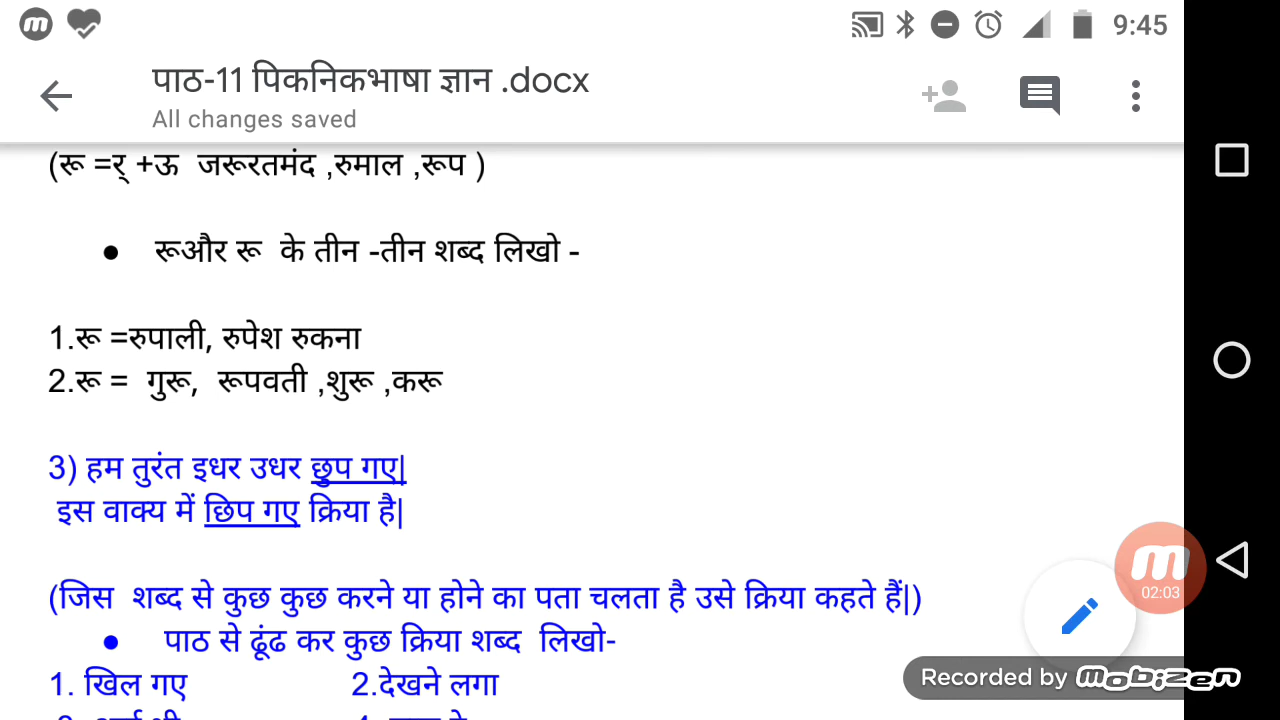 9:45
पाठ-11 पिकनिकभाषा ज्ञान .docx
All changes saved
(रू =र् +ऊ जरूरतमंद ,रुमाल ,रूप )
● रूऔर रू के तीन -तीन शब्द लिखो -
1.रू =रुपाली, रुपेश रुकना
2.रू = गुरू, रूपवती ,शुरू ,करू
3) हम तुरंत इधर उधर छुप गए|
इस वाक्य में छिप गए क्रिया है|
(जिस शब्द से कुछ कुछ करने या होने का पता चलता है उसे क्रिया कहते हैं|)
● पाठ से ढूंढ कर कुछ क्रिया शब्द लिखो-
1. खिल गए 2.देखने लगा
02:03
Recorded by mobizen